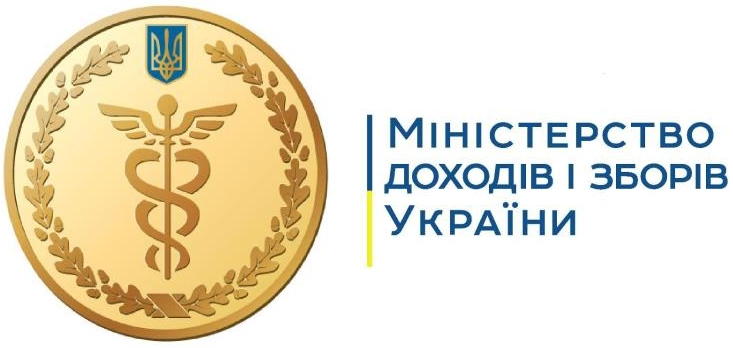 Міністерство
доходів і зборів
України